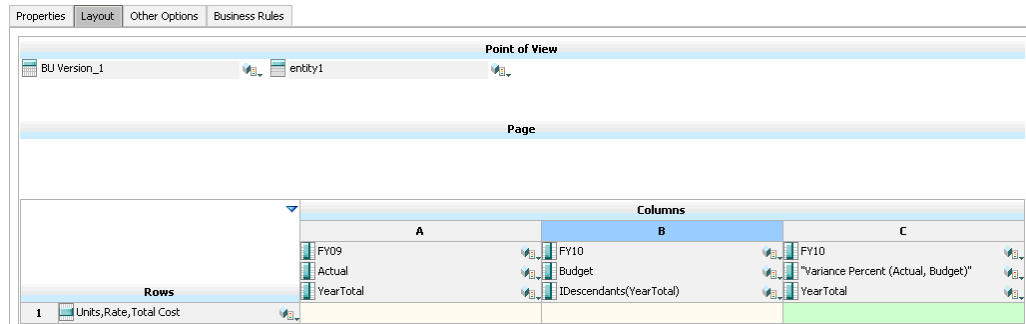 Properties Layout Other Options Business Rules
Point of View
BU Version_1 entity1
Page
Columns
A B C
FY09 FY10 FY10
Actual Budget "Variance Percent (Actual, Budget)"
Rows YearTotal IDescendants(YearTotal) YearTotal
1 Units,Rate,Total Cost